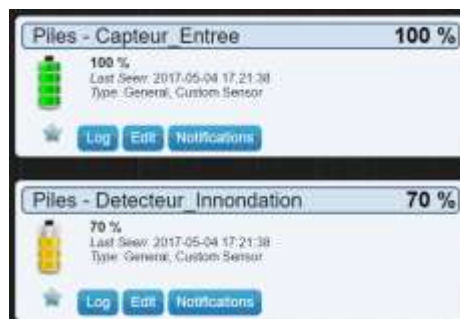 Piles - Capteur_Entree 100 %
100 %
Last Seen: 2017-05-04 17:21:38
Type: General, Custom Sensor
Log Edit Notifications
Piles - Detecteur_Innondation 70 %
70 %
Last Seen: 2017-05-04 17:21:38
Type: General, Custom Sensor
Log Edit Notifications